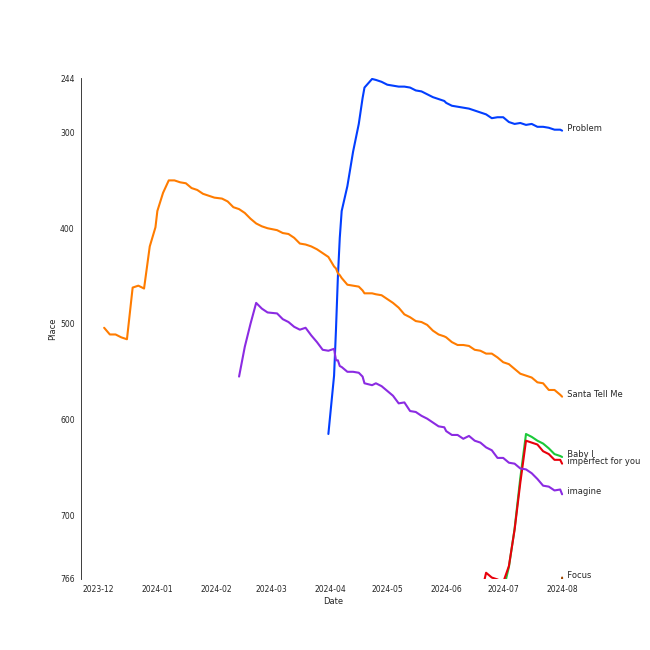 244
300
400
500
600
700
766
Place
Problem
Santa Tell Me
Baby I
imperfect for you
imagine
Focus
2023-12 2024-01 2024-02 2024-03 2024-04 2024-05 2024-06 2024-07 2024-08
Date